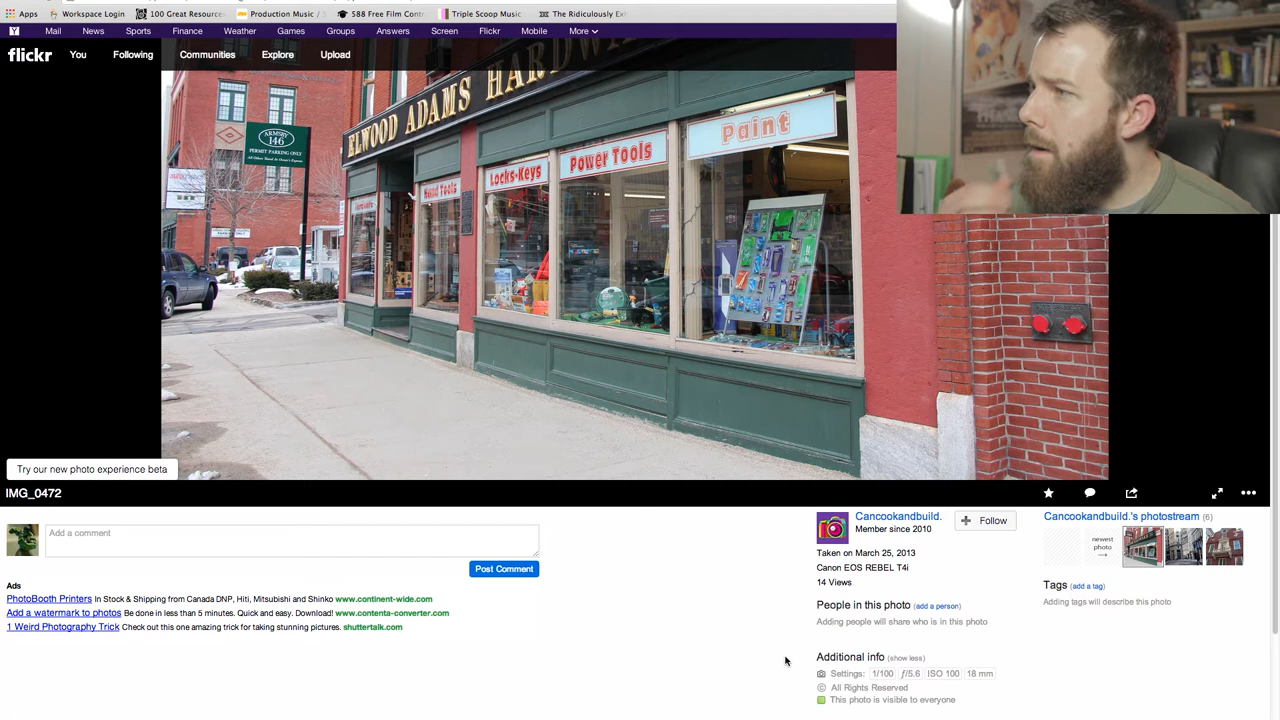 Apps Workspace Login 100 Great Resource: Production Music / 588 Free Film Cont Triple Scoop Music The Ridiculously Ex
Y Mail News Sports Finance Weather Games Groups Answers Screen Flickr Mobile More
flickr You Following Communities Explore Upload
ELWOOD ADAMS HARDW
ARMSBY
146
PERMIT PARKING ONLY
Paint
Power Tools
Locks·Keys
Hand Tools
Try our new photo experience beta
IMG_0472
Add a comment
Post Comment
Ads
PhotoBooth Printers In Stock & Shipping from Canada DNP, Hiti, Mitsubishi and Shinko www.continent-wide.com
Add a watermark to photos Be done in less than 5 minutes. Quick and easy. Download! www.contenta-converter.com
1 Weird Photography Trick Check out this one amazing trick for taking stunning pictures. shuttertalk.com
Cancookandbuild.
Member since 2010
+ Follow
Taken on March 25, 2013
Canon EOS REBEL T4i
14 Views
People in this photo (add a person)
Adding people will share who is in this photo
Additional info (show less)
Settings: 1/100 ƒ/5.6 ISO 100 18 mm
© All Rights Reserved
This photo is visible to everyone
Cancookandbuild.'s photostream (6)
newest
photo
→
Tags (add a tag)
Adding tags will describe this photo